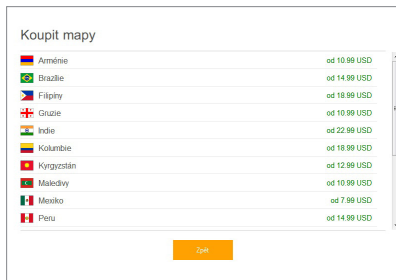 Koupit mapy
Arménie od 10.99 USD
Brazílie od 14.99 USD
Filipíny od 18.99 USD
Gruzie od 10.99 USD
Indie od 22.99 USD
Kolumbie od 18.99 USD
Kyrgyzstán od 12.99 USD
Maledivy od 10.99 USD
Mexiko od 7.99 USD
Peru od 14.99 USD
Zpět